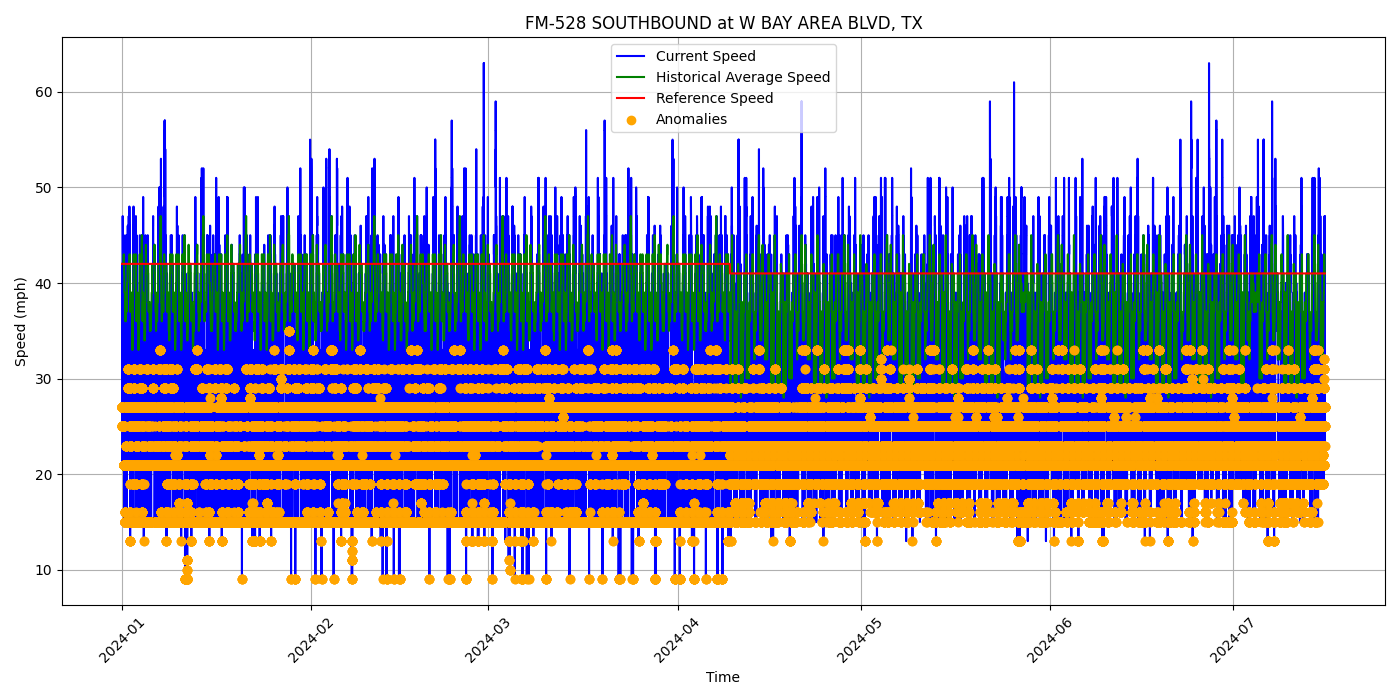 FM-528 SOUTHBOUND at W BAY AREA BLVD, TX
Current Speed
Historical Average Speed
Reference Speed
Anomalies
Speed (mph)
60
50
40
30
20
10
2024-01
2024-02
2024-03
2024-04
2024-05
2024-06
2024-07
Time